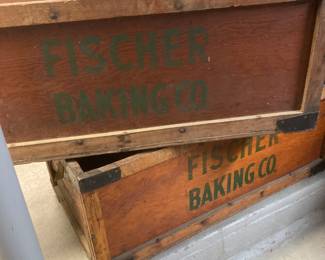 FISCHER
BAKING CO
FISCHER
BAKING CO.